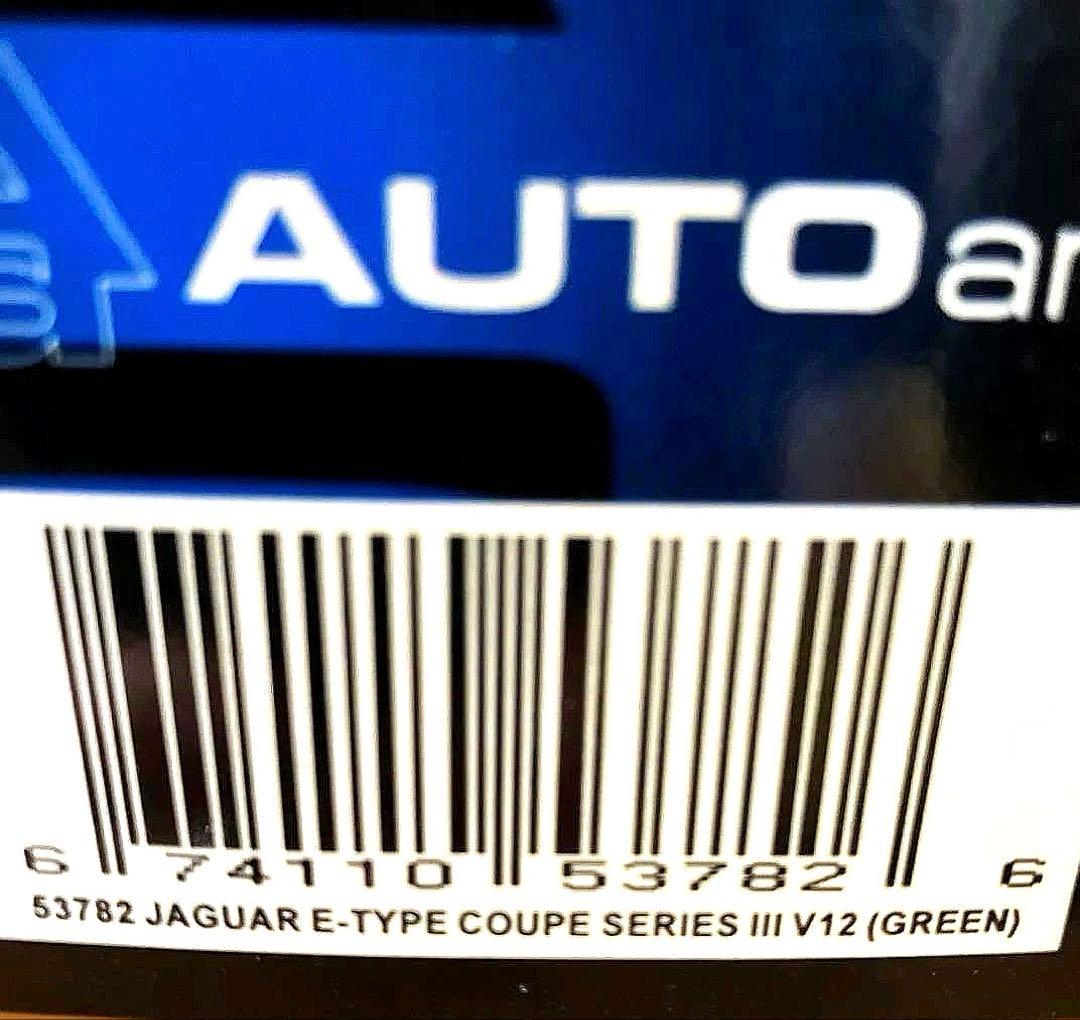 AUTOar
6 74110 53782 6
53782 JAGUAR E-TYPE COUPE SERIES III V12 (GREEN)